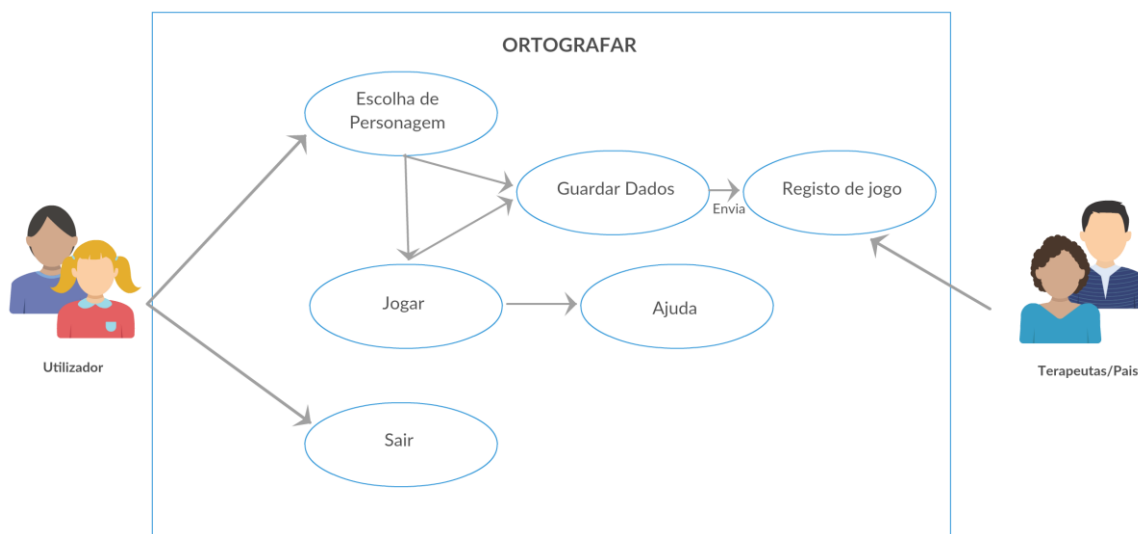 ORTOGRAFAR
Escolha de
Personagem
Guardar Dados
Envia
Registo de jogo
Jogar
Ajuda
Utilizador
Terapeutas/Pais
Sair